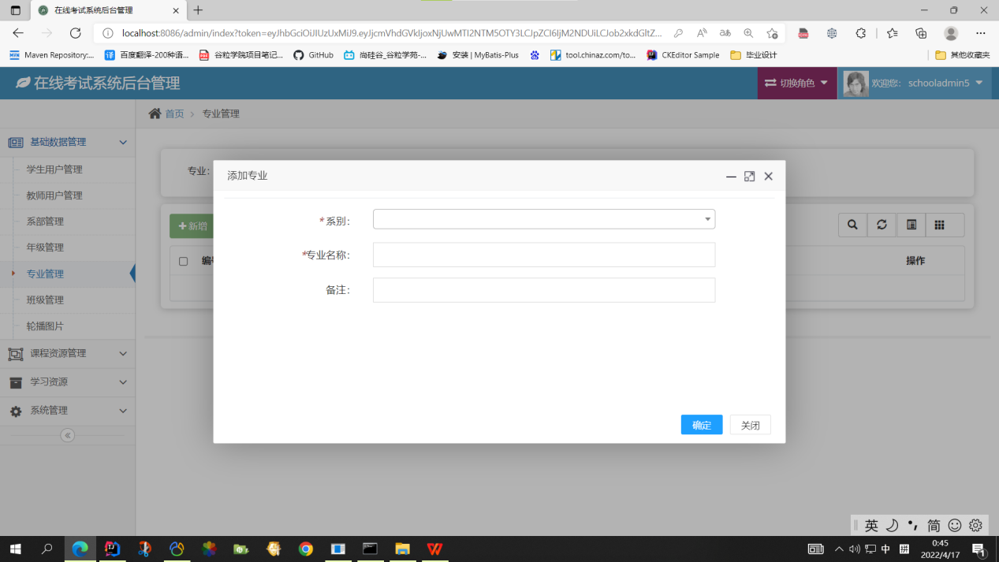 在线考试系统后台管理
localhost:8086/admin/index?token=eyJhbGciOiJIUzUxMiJ9.eyJjcmVhdGVkIjoxNjUwMTI2NTM5OTY3LCJpZCI6IjM2NDUiLCJob2xkdGltZ...
Maven Repository:...
百度翻译-200种语...
谷粒学院项目笔记...
GitHub
尚硅谷_谷粒学苑-...
安装 | MyBatis-Plus
tool.chinaz.com/to...
CKEditor Sample
毕业设计
其他收藏夹
在线考试系统后台管理
切换角色
欢迎您: schooladmin5
首页 > 专业管理
基础数据管理
学生用户管理
教师用户管理
系部管理
年级管理
专业管理
班级管理
轮播图片
课程资源管理
学习资源
系统管理
专业:
新增
操作
添加专业
*系别:
*专业名称:
备注:
确定
关闭
英 简
中 拼
0:45
2022/4/17
1